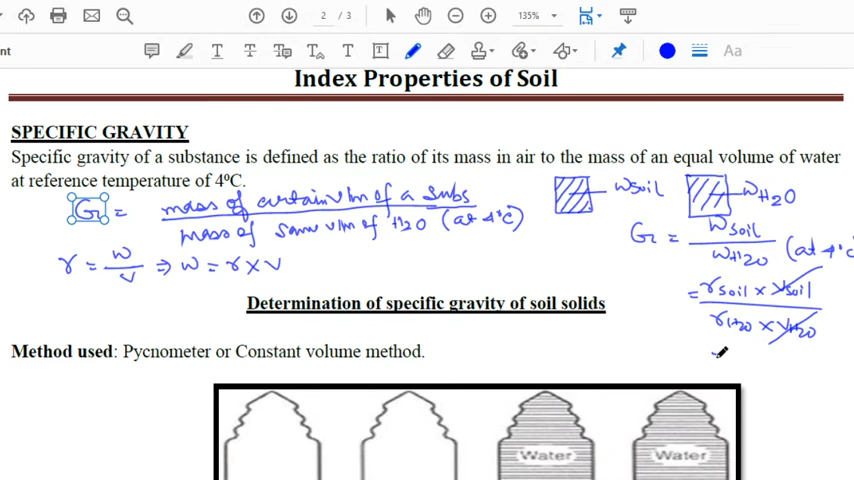 2 / 3
135%
nt
Aa
Index Properties of Soil
SPECIFIC GRAVITY
Specific gravity of a substance is defined as the ratio of its mass in air to the mass of an equal volume of water
at reference temperature of 4⁰C.
G = mass of certain vlm of a subs
mass of same vlm of H₂O (at 4°C)
γ = W/V ⇒ W = γ × V
Wsoil
WH₂O
G = Wsoil
WH₂O (at 4°C
= γsoil × Vsoil
γH₂O × VH₂O
Determination of specific gravity of soil solids
Method used: Pycnometer or Constant volume method.
Water Water